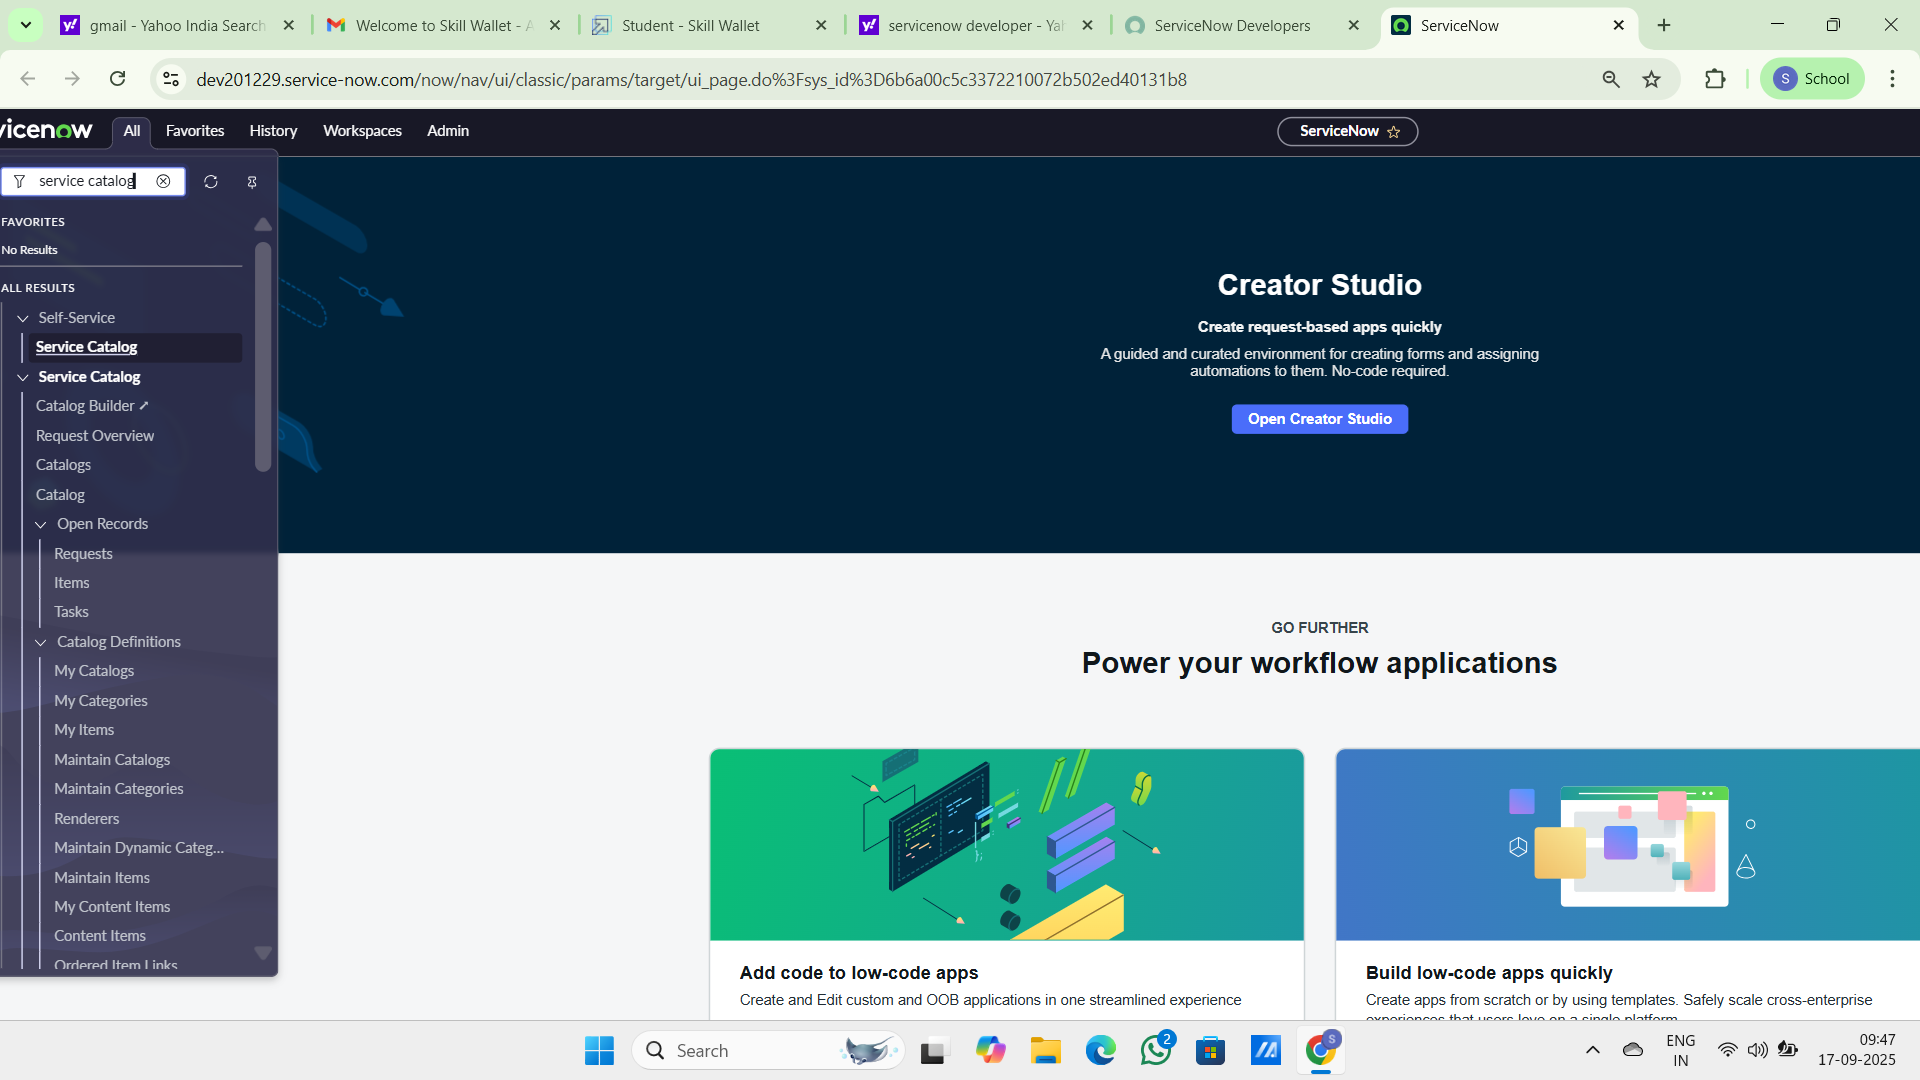 gmail - Yahoo India Search
Welcome to Skill Wallet - A
Student - Skill Wallet
servicenow developer - Yah
ServiceNow Developers
ServiceNow
dev201229.service-now.com/now/nav/ui/classic/params/target/ui_page.do%3Fsys_id%3D6b6a00c5c3372210072b502ed40131b8
S School
vicenow
All
Favorites
History
Workspaces
Admin
ServiceNow
service catalog
FAVORITES
No Results
ALL RESULTS
Self-Service
Service Catalog
Service Catalog
Catalog Builder
Request Overview
Catalogs
Catalog
Open Records
Requests
Items
Tasks
Catalog Definitions
My Catalogs
My Categories
My Items
Maintain Catalogs
Maintain Categories
Renderers
Maintain Dynamic Categ...
Maintain Items
My Content Items
Content Items
Ordered Item Links
Creator Studio
Create request-based apps quickly
A guided and curated environment for creating forms and assigning
automations to them. No-code required.
Open Creator Studio
GO FURTHER
Power your workflow applications
Add code to low-code apps
Create and Edit custom and OOB applications in one streamlined experience
Build low-code apps quickly
Create apps from scratch or by using templates. Safely scale cross-enterprise
experiences that users love on a single platform
Search
2
S
ENG
IN
09:47
17-09-2025